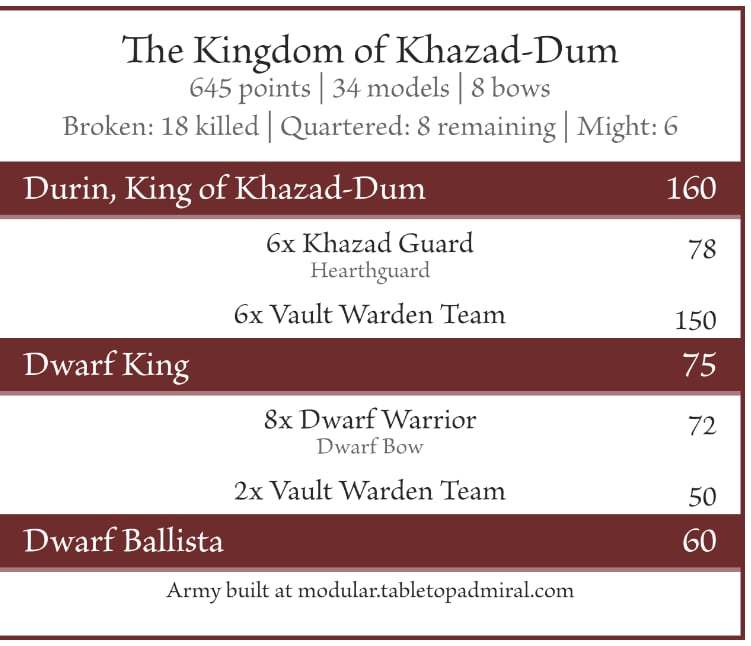 The Kingdom of Khazad-Dum
645 points | 34 models | 8 bows
Broken: 18 killed | Quartered: 8 remaining | Might: 6
Durin, King of Khazad-Dum 160
6x Khazad Guard 78
Hearthguard
6x Vault Warden Team 150
Dwarf King 75
8x Dwarf Warrior 72
Dwarf Bow
2x Vault Warden Team 50
Dwarf Ballista 60
Army built at modular.tabletopadmiral.com